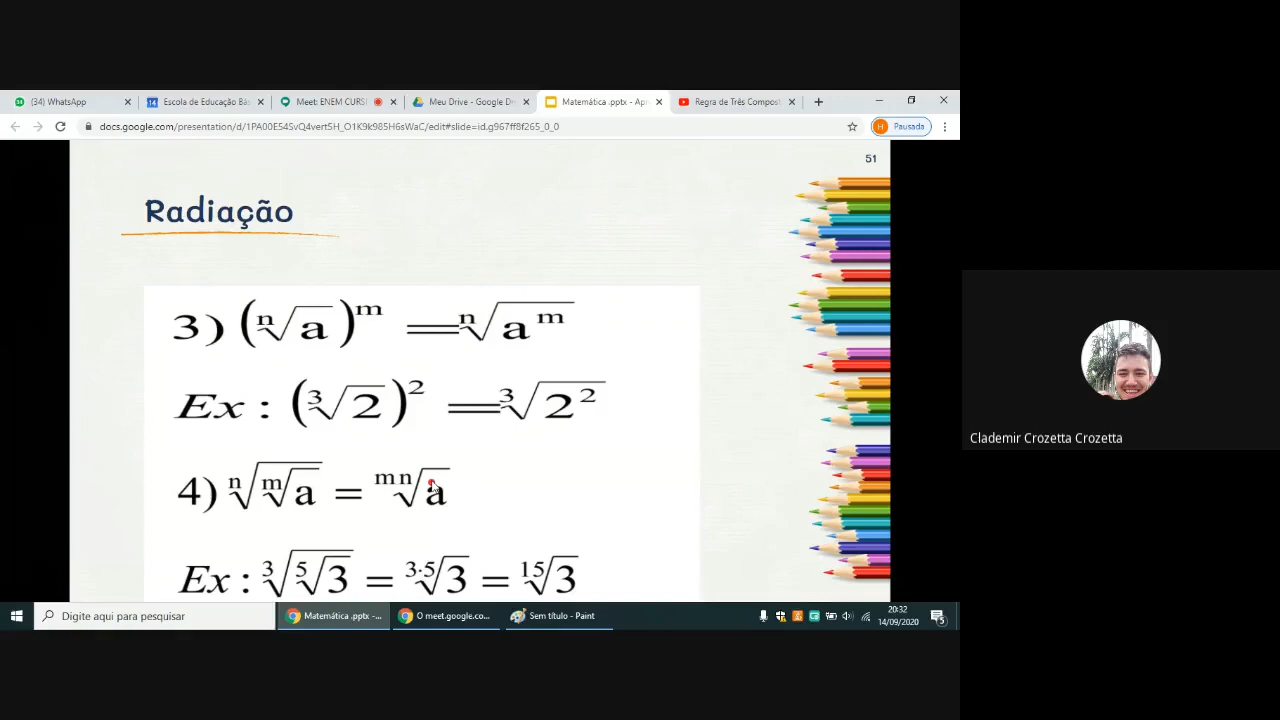 (34) WhatsApp
Escola de Educação Bás
Meet: ENEM CURSI
Meu Drive - Google Dri
Matemática .pptx - Apr
Regra de Três Compost
docs.google.com/presentation/d/1PA00E54SvQ4vert5H_O1K9k985H6sWaC/edit#slide=id.g967ff8f265_0_0
H Pausada
51
Radiação
3) (ⁿ√a)ᵐ = ⁿ√aᵐ
Ex : (³√2)² = ³√2²
4) ⁿ√ᵐ√a = ᵐⁿ√a
Ex : ³√⁵√3 = ³·⁵√3 = ¹⁵√3
Clademir Crozetta Crozetta
Digite aqui para pesquisar
Matemática .pptx -...
O meet.google.co...
Sem título - Paint
20:32
14/09/2020
5